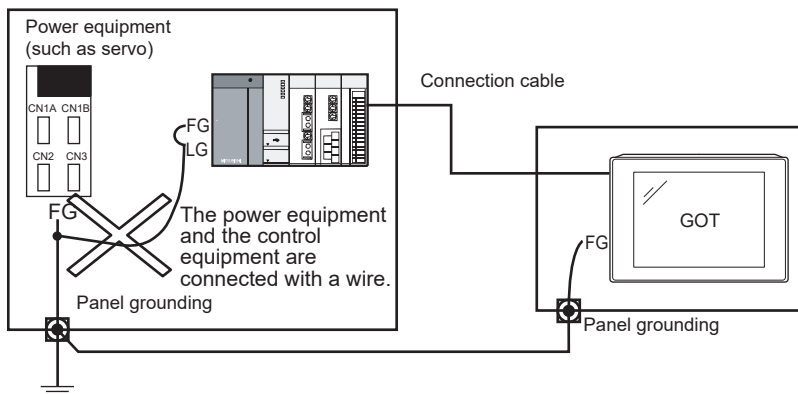 Power equipment
(such as servo)
CN1A CN1B
CN2 CN3
FG
FG
LG
The power equipment
and the control
equipment are
connected with a wire.
Panel grounding
Connection cable
GOT
FG
Panel grounding